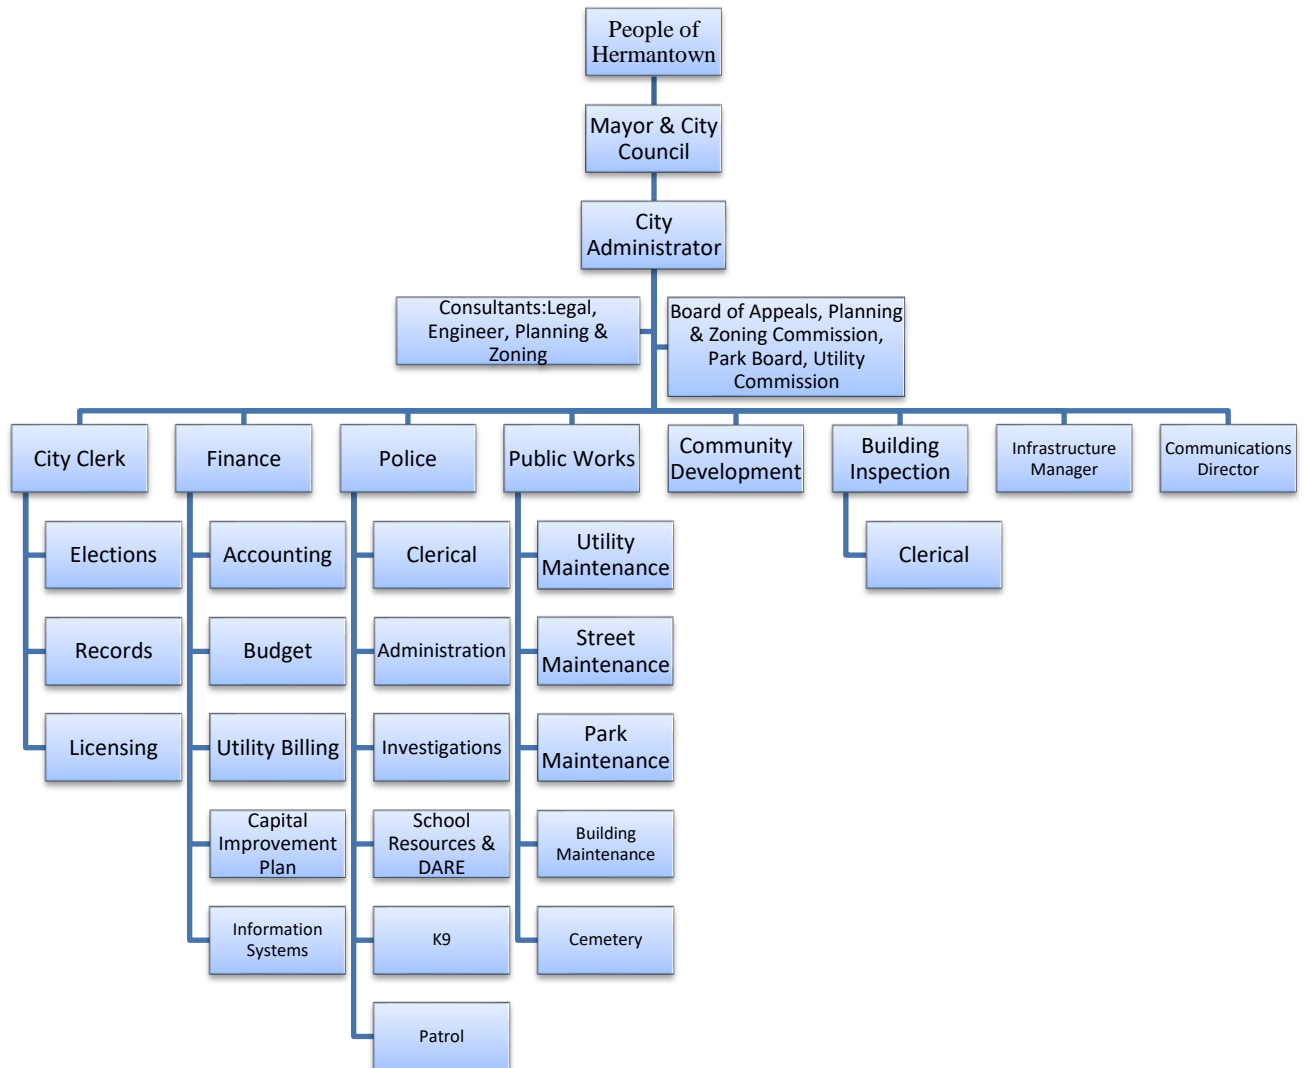 People of
Hermantown
Mayor & City
Council
City
Administrator
Consultants:Legal,
Engineer, Planning &
Zoning
Board of Appeals, Planning
& Zoning Commission,
Park Board, Utility
Commission
City Clerk
Finance
Police
Public Works
Community
Development
Building
Inspection
Infrastructure
Manager
Communications
Director
Elections
Records
Licensing
Accounting
Budget
Utility Billing
Capital
Improvement
Plan
Information
Systems
Clerical
Administration
Investigations
School
Resources &
DARE
K9
Patrol
Utility
Maintenance
Street
Maintenance
Park
Maintenance
Building
Maintenance
Cemetery
Clerical